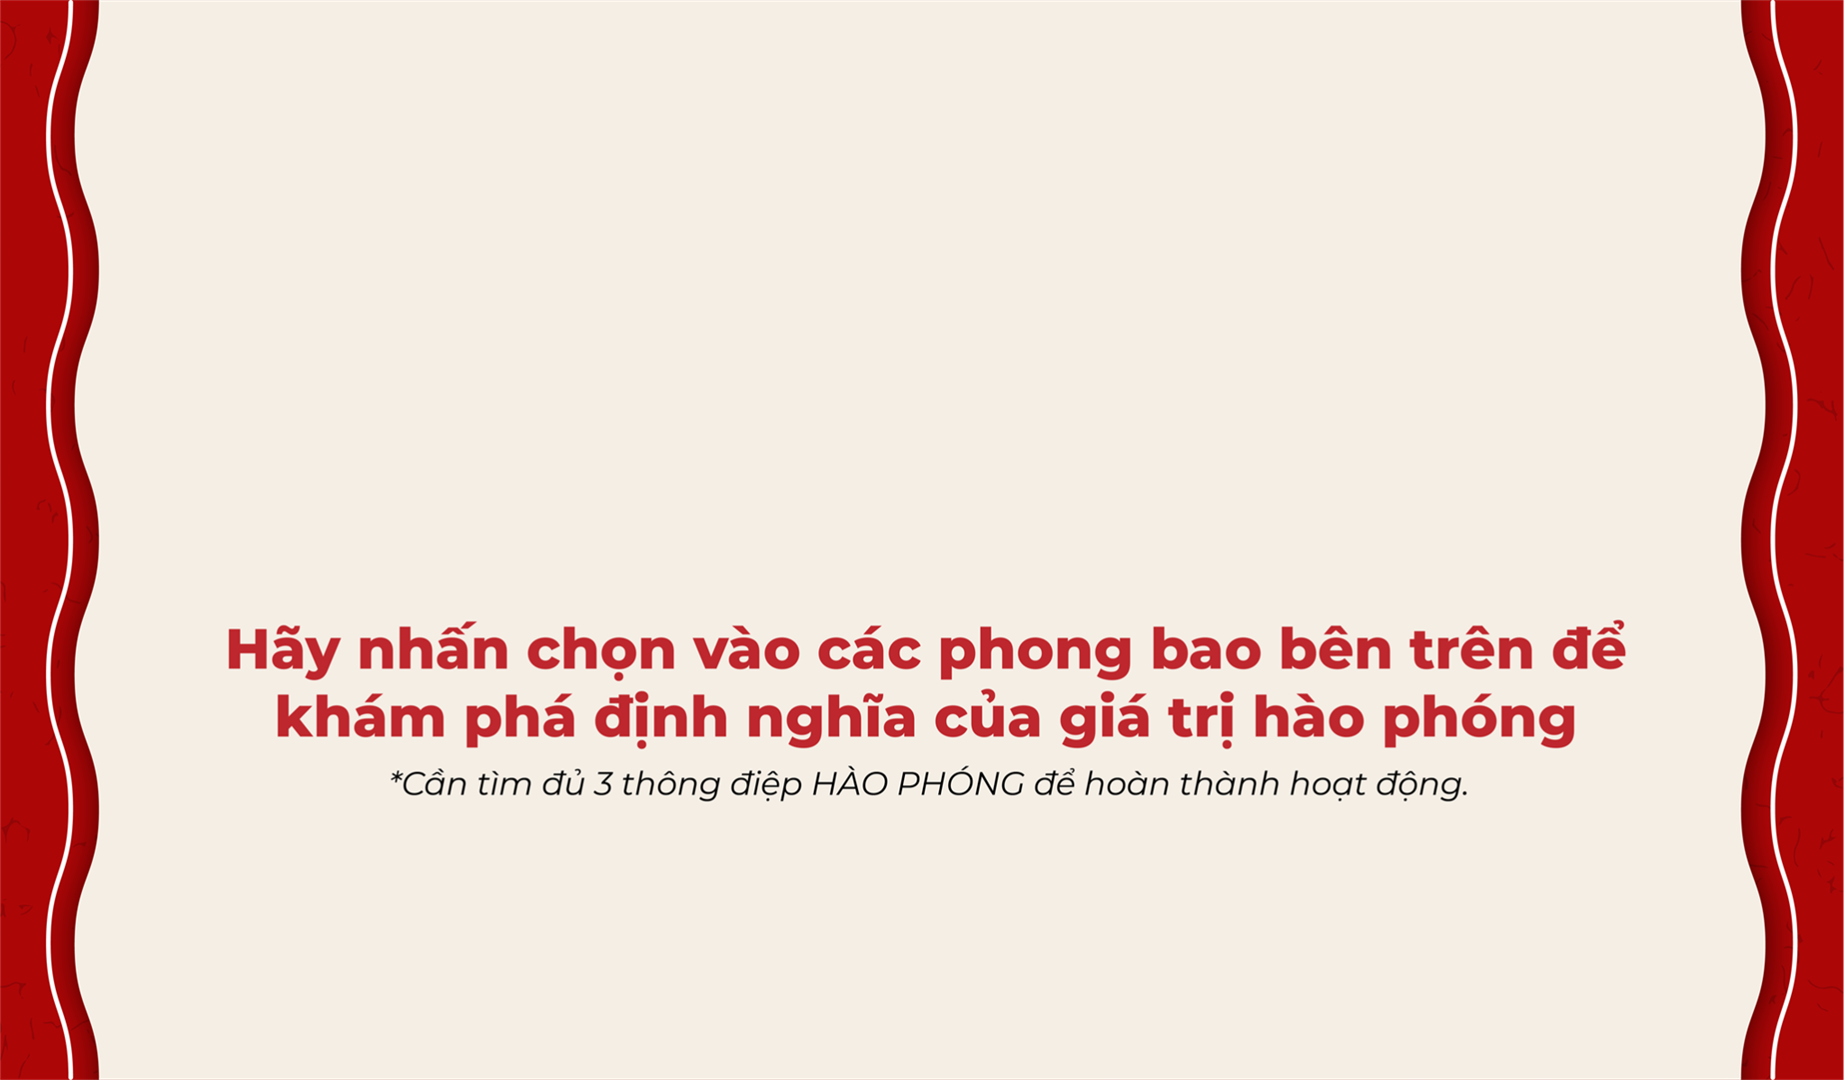 Hãy nhấn chọn vào các phong bao bên trên để
khám phá định nghĩa của giá trị hào phóng
*Cần tìm đủ 3 thông điệp HÀO PHÓNG để hoàn thành hoạt động.